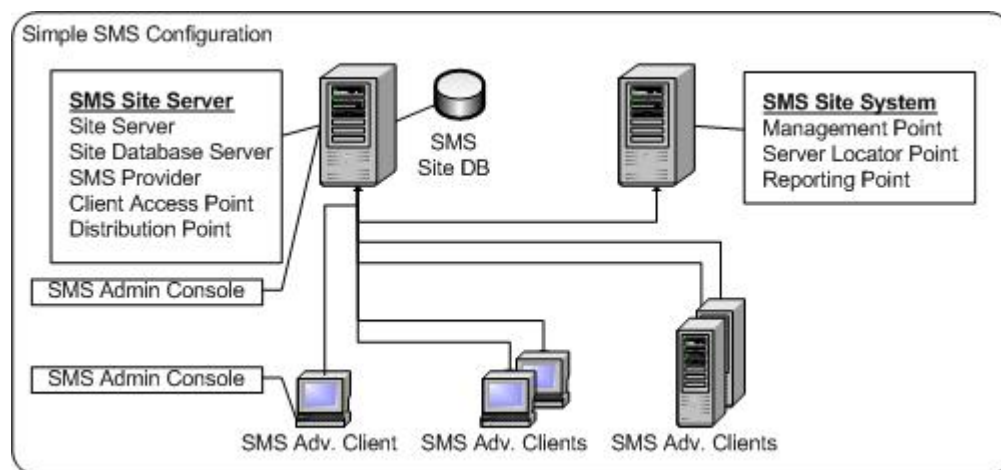 Simple SMS Configuration
SMS Site Server
Site Server
Site Database Server
SMS Provider
Client Access Point
Distribution Point
SMS
Site DB
SMS Site System
Management Point
Server Locator Point
Reporting Point
SMS Admin Console
SMS Admin Console
SMS Adv. Client
SMS Adv. Clients
SMS Adv. Clients